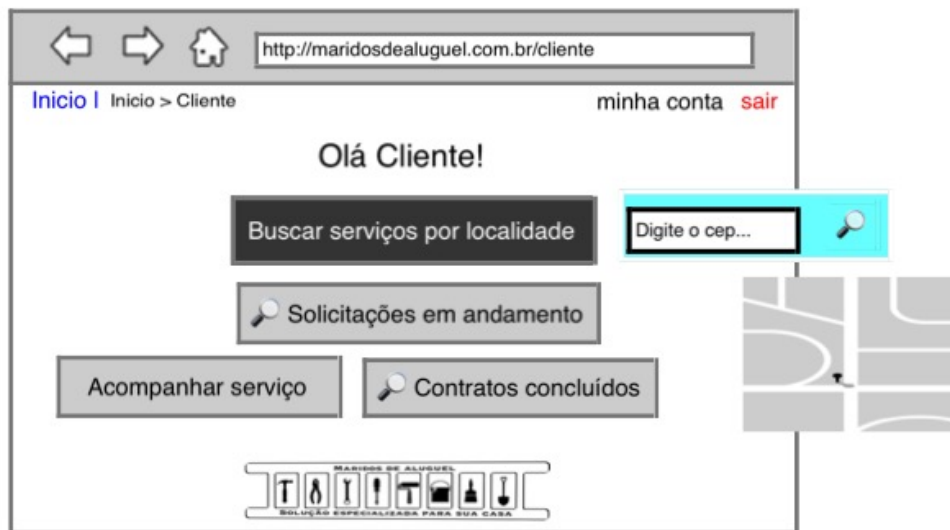 http://maridosdealuguel.com.br/cliente
Inicio | Inicio > Cliente
minha conta sair
Olá Cliente!
Buscar serviços por localidade
Digite o cep...
Solicitações em andamento
Acompanhar serviço
Contratos concluídos
MARIDOS DE ALUGUEL
SOLUÇÃO ESPECIALIZADA PARA SUA CASA